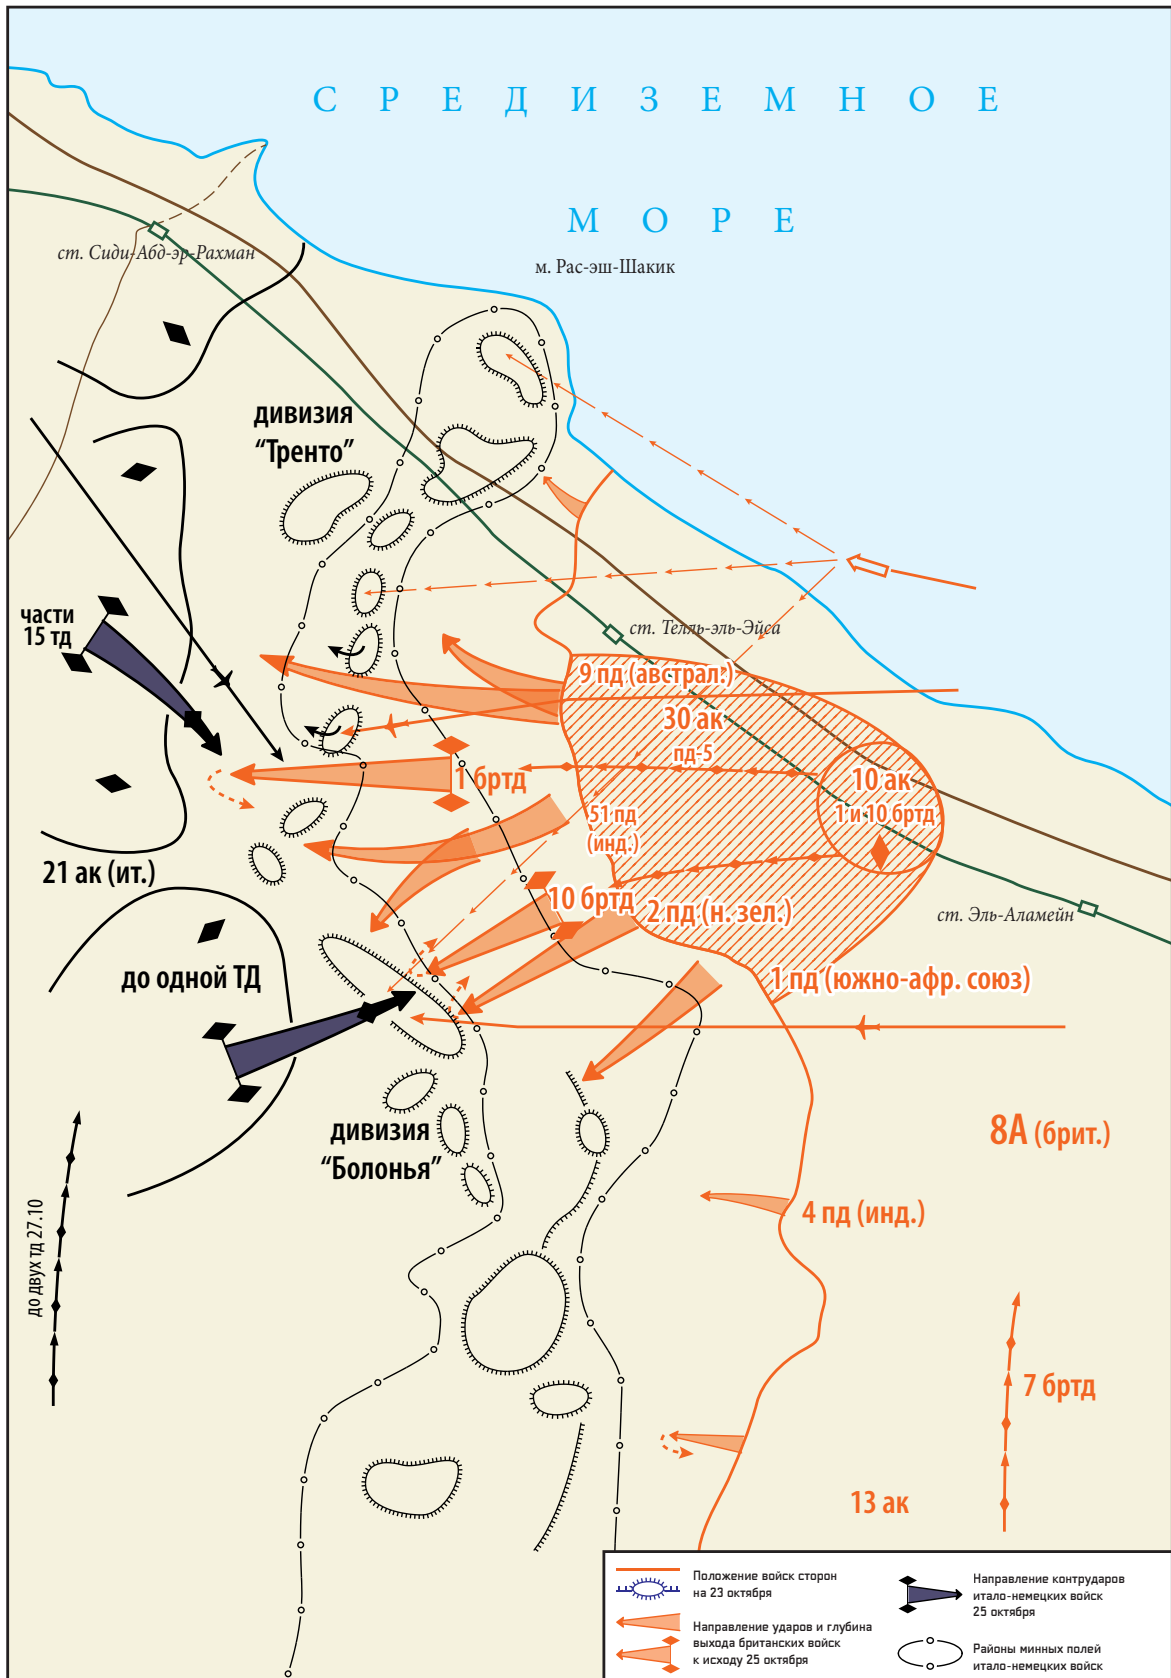 СРЕДИЗЕМНОЕ
МОРЕ
ст. Сиди-Абд-эр-Рахман
м. Рас-эш-Шакик
дивизия
“Тренто”
части
15 тд
ст. Телль-эль-Эйса
9 пд (австрал.)
30 ак
пд-5
1 бртд
10 ак
1 и 10 бртд
51 пд
(инд.)
21 ак (ит.)
10 бртд
2 пд (н. зел.)
ст. Эль-Аламейн
до одной ТД
1 пд (южно-афр. союз)
дивизия
“Болонья”
8А (брит.)
4 пд (инд.)
до двух тд 27.10
7 бртд
13 ак
Положение войск сторон
на 23 октября
Направление ударов и глубина
выхода британских войск
к исходу 25 октября
Направление контрударов
итало-немецких войск
25 октября
Районы минных полей
итало-немецких войск